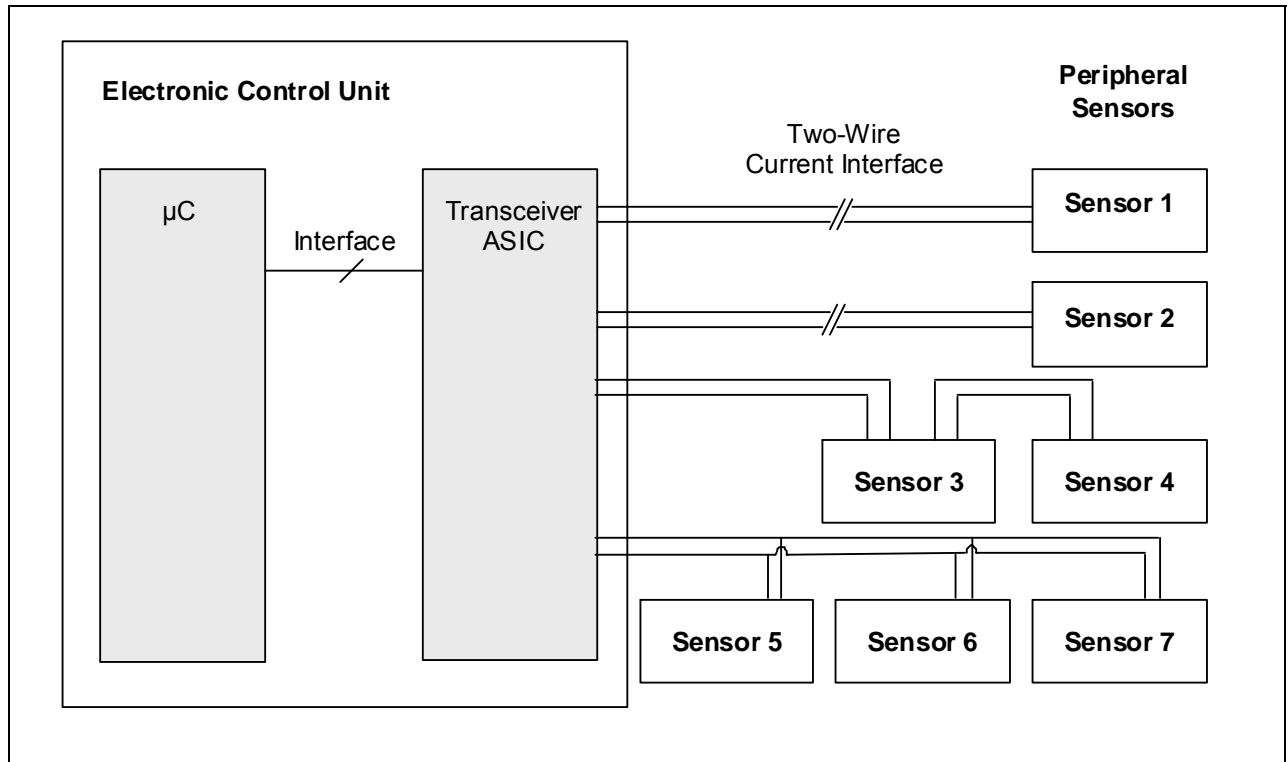 Electronic Control Unit
Peripheral
Sensors
Two-Wire
Current Interface
µC
Transceiver
ASIC
Interface
Sensor 1
Sensor 2
Sensor 3
Sensor 4
Sensor 5
Sensor 6
Sensor 7